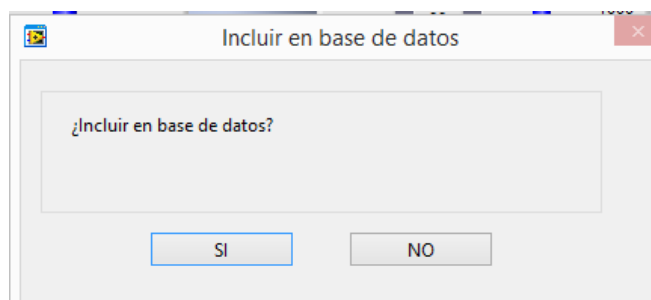 Incluir en base de datos
¿Incluir en base de datos?
SI
NO